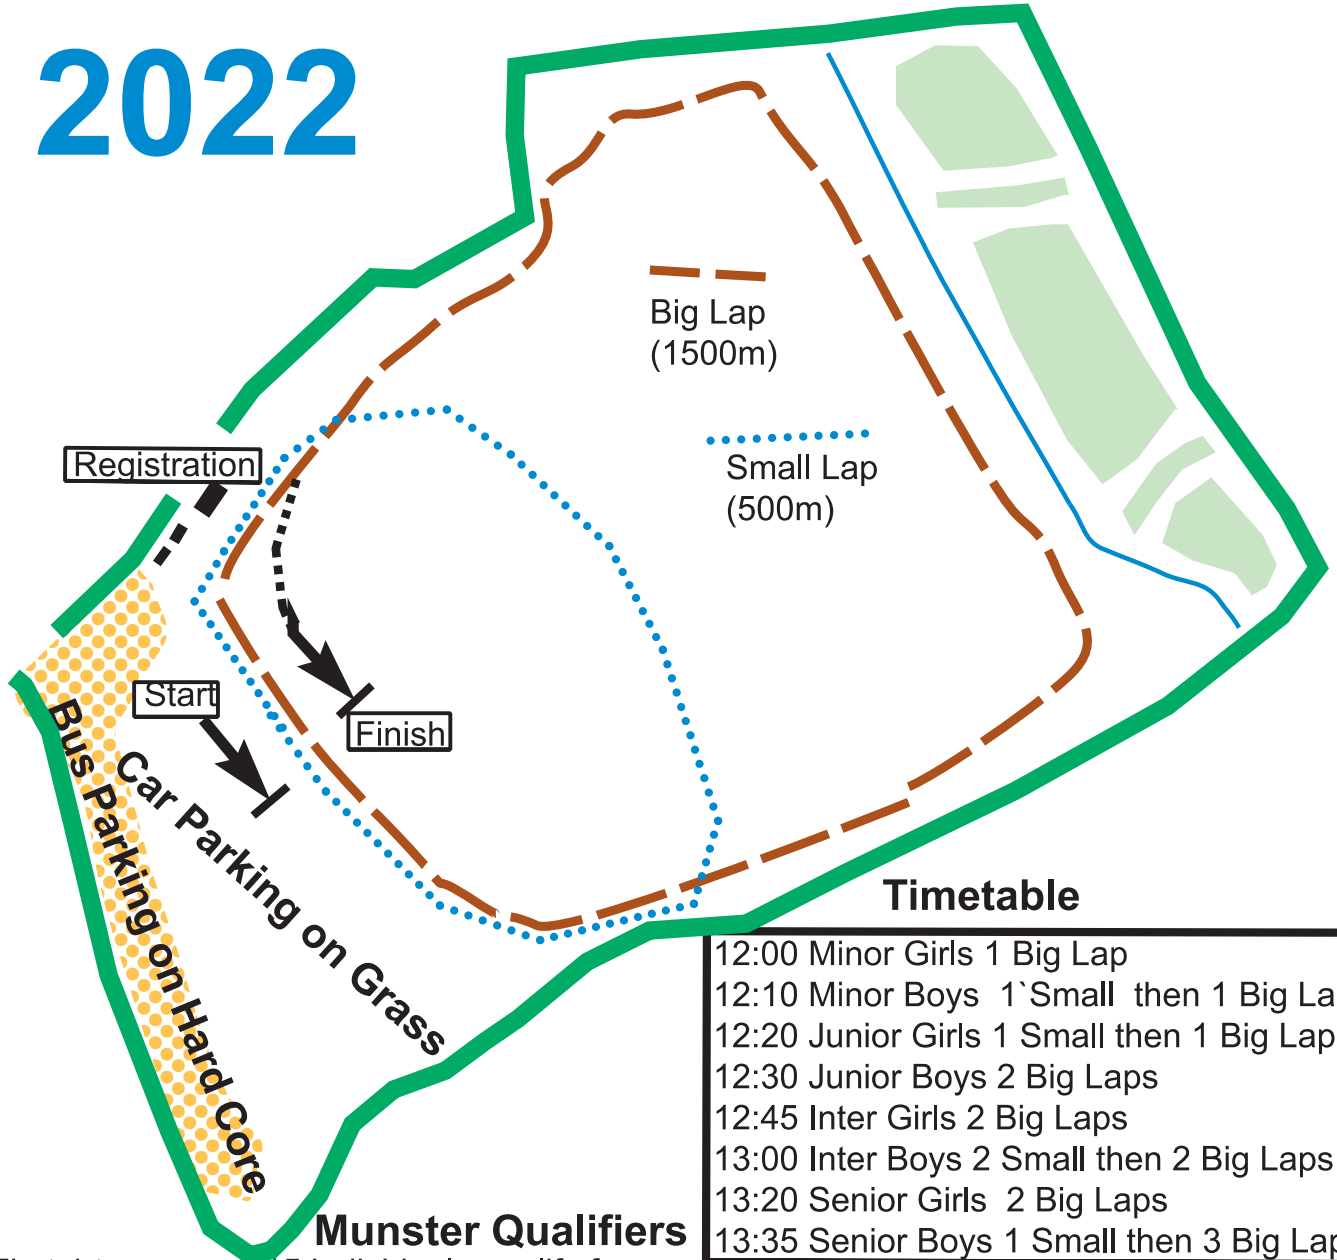 2022
Big Lap
(1500m)
Small Lap
(500m)
Registration
Start
Finish
Bus Parking on Hard Core
Car Parking on Grass
Timetable
12:00 Minor Girls 1 Big Lap
12:10 Minor Boys 1`Small then 1 Big La
12:20 Junior Girls 1 Small then 1 Big Lap
12:30 Junior Boys 2 Big Laps
12:45 Inter Girls 2 Big Laps
13:00 Inter Boys 2 Small then 2 Big Laps
13:20 Senior Girls 2 Big Laps
13:35 Senior Boys 1 Small then 3 Big Lap
Munster Qualifiers